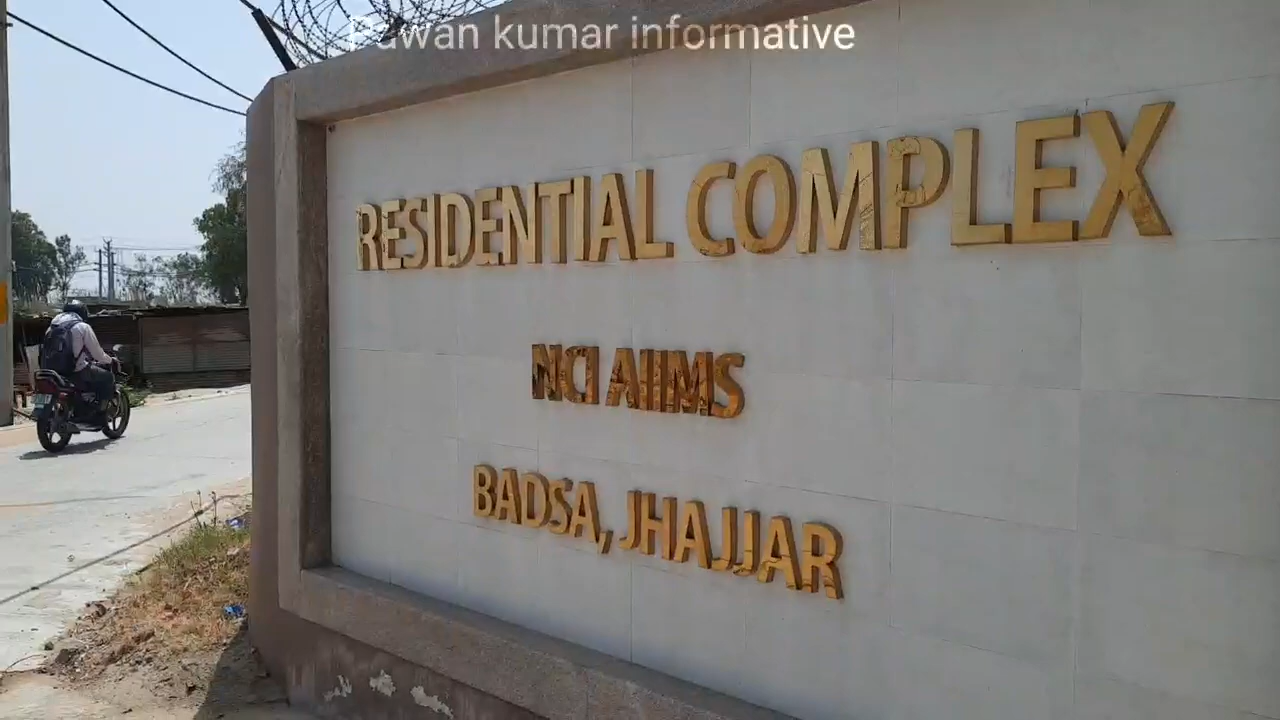 Pawan kumar informative
RESIDENTIAL COMPLEX
NCI AIIMS
BADSA, JHAJJAR